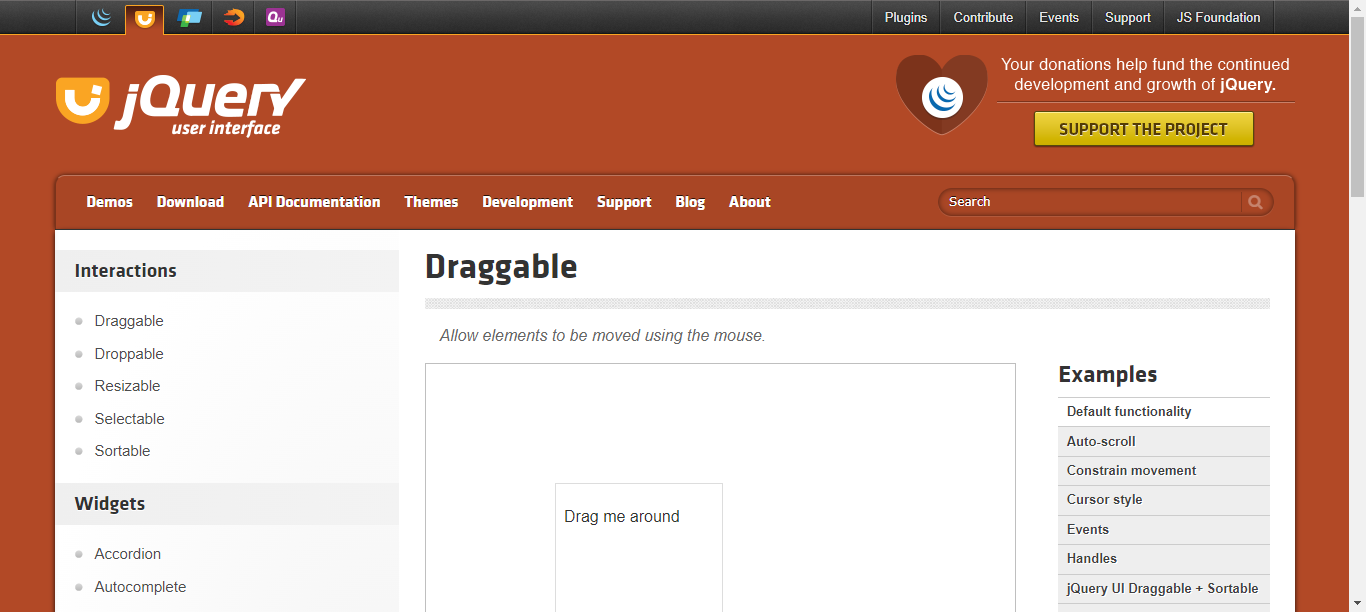 Qu
Plugins
Contribute
Events
Support
JS Foundation
jQuery
user interface
Your donations help fund the continued
development and growth of jQuery.
SUPPORT THE PROJECT
Demos
Download
API Documentation
Themes
Development
Support
Blog
About
Search
Interactions
Draggable
Droppable
Resizable
Selectable
Sortable
Widgets
Accordion
Autocomplete
Draggable
Allow elements to be moved using the mouse.
Drag me around
Examples
Default functionality
Auto-scroll
Constrain movement
Cursor style
Events
Handles
jQuery UI Draggable + Sortable